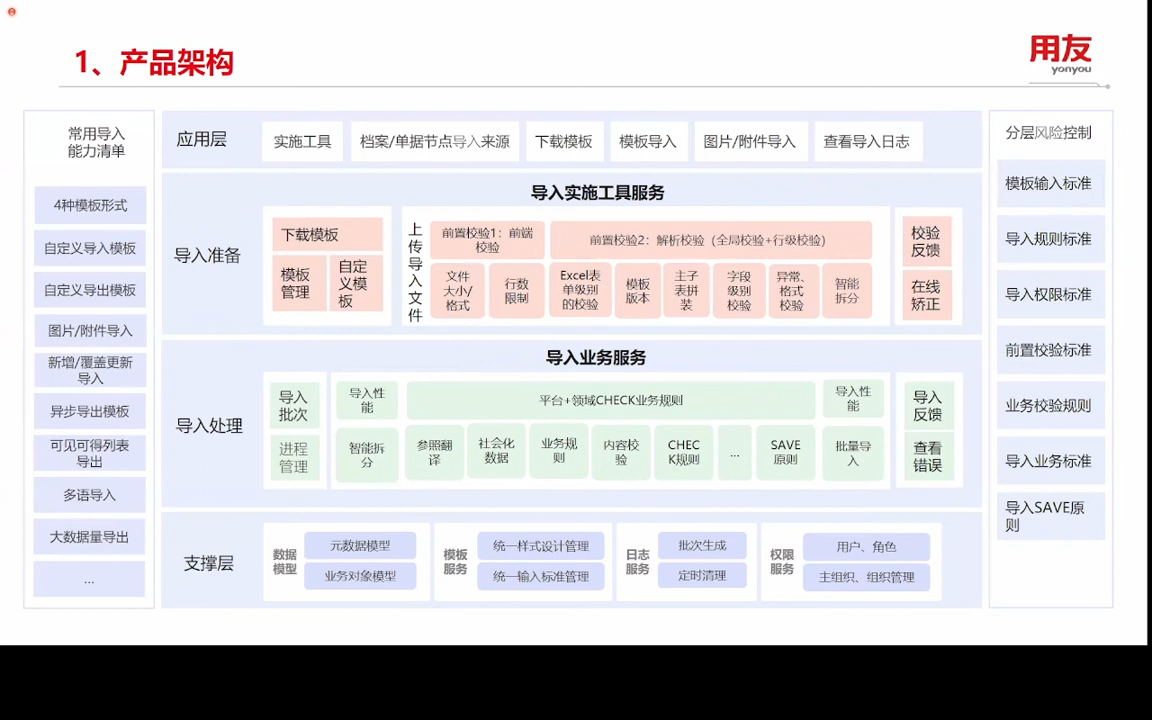 1、产品架构
用友
yonyou
常用导入
能力清单
4种模板形式
自定义导入模板
自定义导出模板
图片/附件导入
新增/覆盖更新
导入
异步导出模板
可见可得列表
导出
多语导入
大数据量导出
...
应用层
实施工具
档案/单据节点导入来源
下载模板
模板导入
图片/附件导入
查看导入日志
导入实施工具服务
导入准备
下载模板
模板
管理
自定
义模
板
上
传
导
入
文
件
前置校验1：前端
校验
前置校验2：解析校验（全局校验+行级校验)
文件
大小/
格式
行数
限制
Excel表
单级别
的校验
模板
版本
主子
表拼
装
字段
级别
校验
异常、
格式
校验
智能
拆分
校验
反馈
在线
矫正
导入业务服务
导入处理
导入
批次
进程
管理
导入性
能
平台+领域CHECK业务规则
导入性
能
智能拆
分
参照翻
译
社会化
数据
业务规
则
内容校
验
CHEC
K规则
...
SAVE
原则
批量导
入
导入
反馈
查看
错误
支撑层
数据
模型
元数据模型
业务对象模型
模板
服务
统一样式设计管理
统一输入标准管理
日志
服务
批次生成
定时清理
权限
服务
用户、角色
主组织、组织管理
分层风险控制
模板输入标准
导入规则标准
导入权限标准
前置校验标准
业务校验规则
导入业务标准
导入SAVE原
则